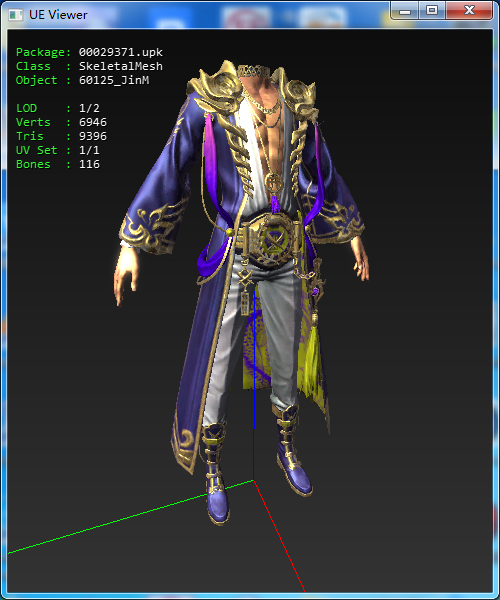 UE Viewer
Package: 00029371.upk
Class : SkeletalMesh
Object : 60125_JinM
LOD : 1/2
Verts : 6946
Tris : 9396
UV Set : 1/1
Bones : 116